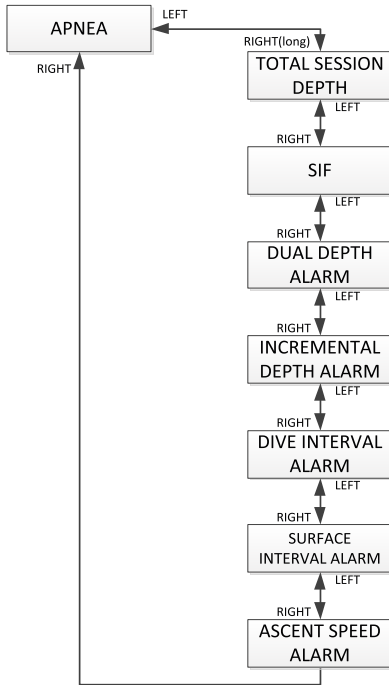 APNEA
LEFT
RIGHT(long)
RIGHT
TOTAL SESSION
DEPTH
LEFT
RIGHT
SIF
LEFT
RIGHT
DUAL DEPTH
ALARM
LEFT
RIGHT
INCREMENTAL
DEPTH ALARM
LEFT
RIGHT
DIVE INTERVAL
ALARM
LEFT
RIGHT
SURFACE
INTERVAL ALARM
LEFT
RIGHT
ASCENT SPEED
ALARM